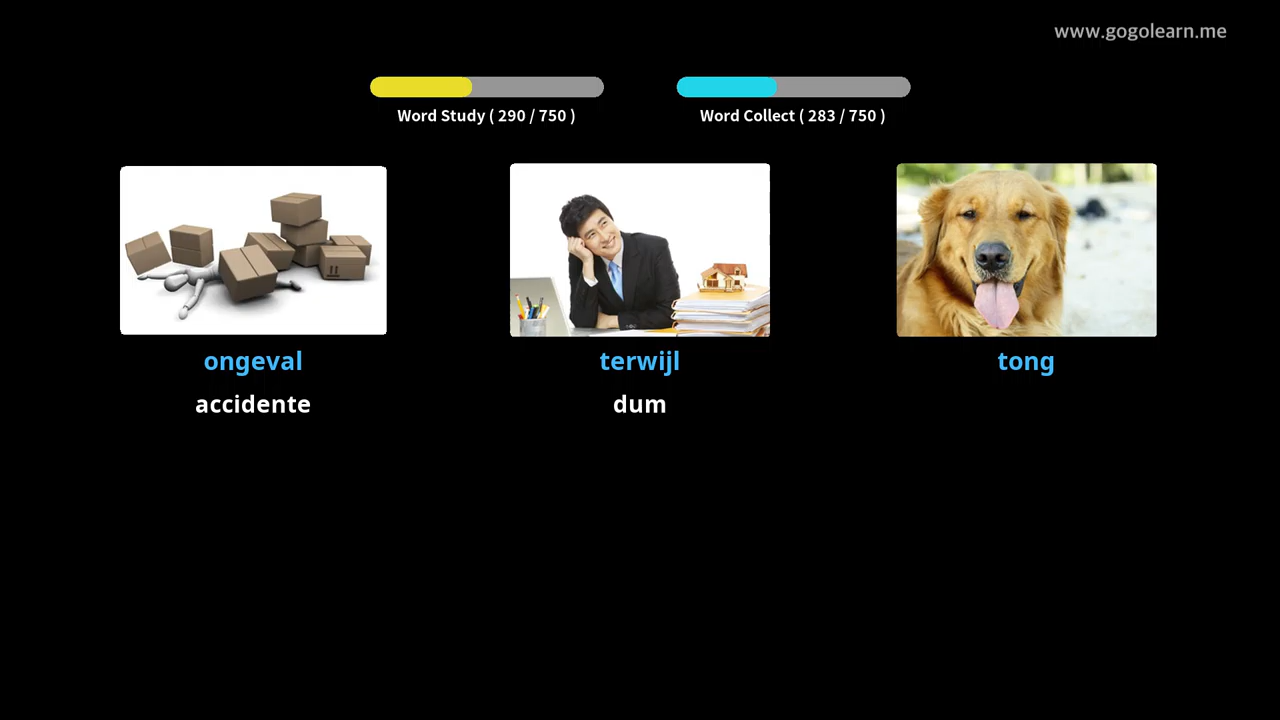 www.gogolearn.me
Word Study ( 290 / 750 )
Word Collect ( 283 / 750 )
ongeval
terwijl
tong
accidente
dum